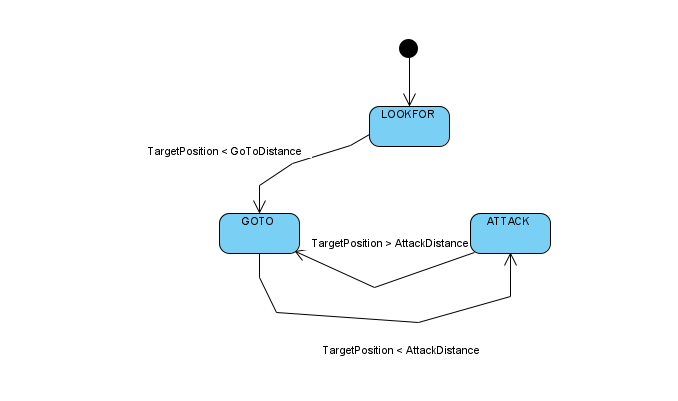 LOOKFOR
TargetPosition < GoToDistance
GOTO
ATTACK
TargetPosition > AttackDistance
TargetPosition < AttackDistance